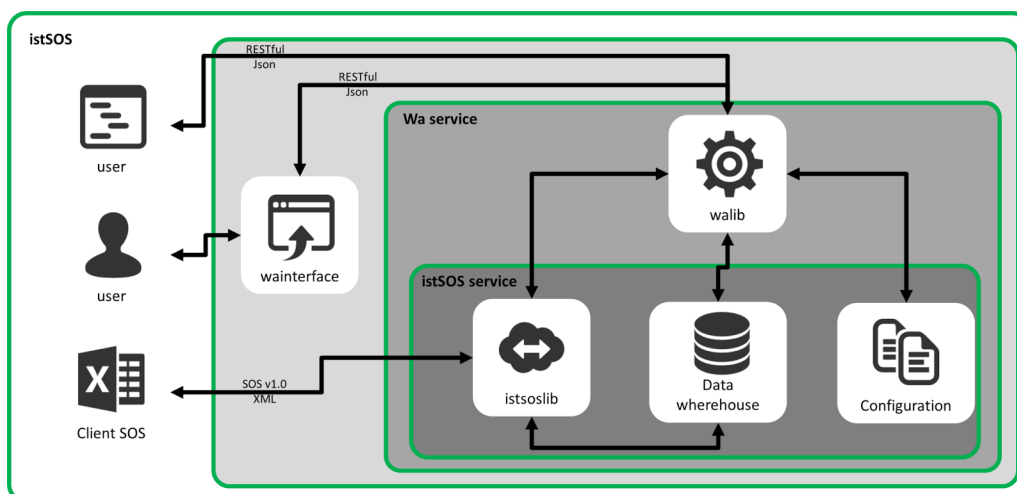 istSOS
RESTful
Json
RESTful
Json
Wa service
user
walib
wainterface
user
istSOS service
SOS v1.0
XML
istsoslib
Data
wherehouse
Configuration
Client SOS
X